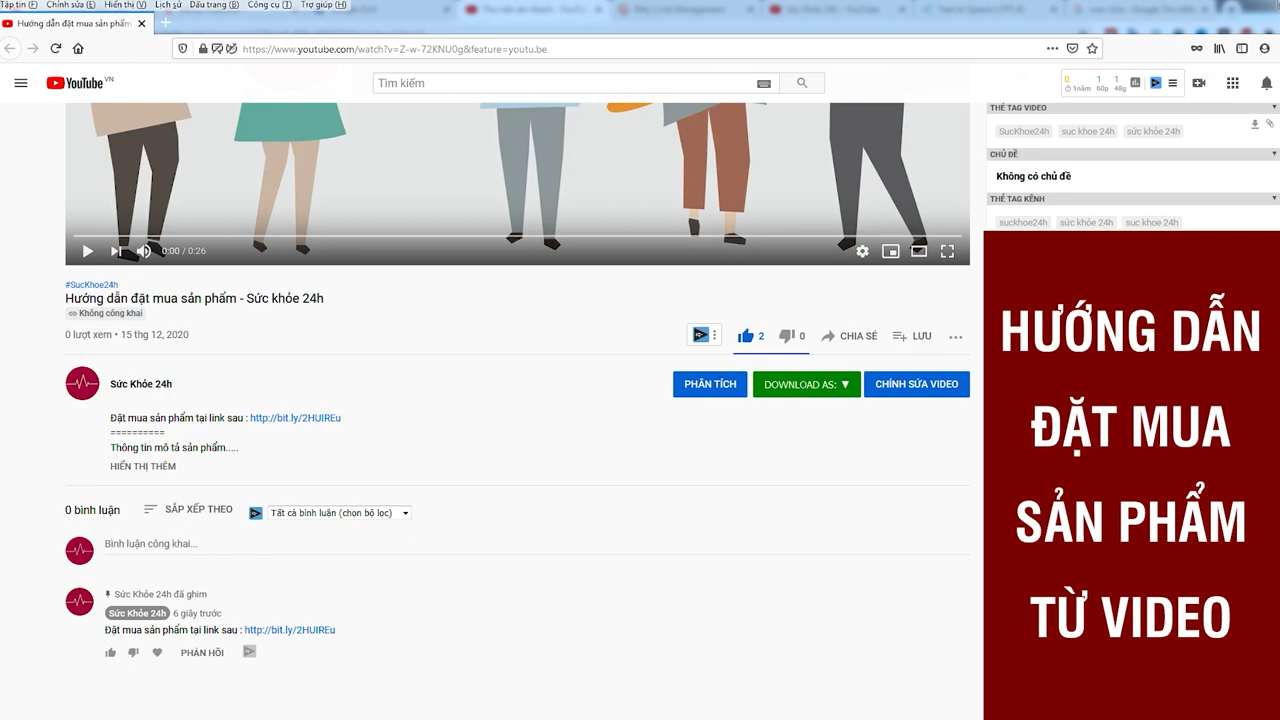 Tập tin (F) Chỉnh sửa (E) Hiển thị (V) Lịch sử Dấu trang (B) Công cụ (T) Trợ giúp (H)
Hướng dẫn đặt mua sản phẩm
https://www.youtube.com/watch?v=Z-w-72KNU0g&feature=youtu.be
YouTube VN
Tìm kiếm
0 1 1
1năm 60p 48g
THẺ TAG VIDEO
SucKhoe24h suc khoe 24h sức khỏe 24h
CHỦ ĐỀ
Không có chủ đề
THẺ TAG KÊNH
suckhoe24h sức khỏe 24h suc khoe 24h
0:00 / 0:26
#SucKhoe24h
Hướng dẫn đặt mua sản phẩm - Sức khỏe 24h
Không công khai
0 lượt xem • 15 thg 12, 2020
2 0 CHIA SẺ LƯU
Sức Khỏe 24h
PHÂN TÍCH DOWNLOAD AS: ▼ CHỈNH SỬA VIDEO
Đặt mua sản phẩm tại link sau : http://bit.ly/2HUIREu
==========
Thông tin mô tả sản phẩm.....
HIỂN THỊ THÊM
0 bình luận SẮP XẾP THEO Tất cả bình luận (chọn bộ lọc)
Bình luận công khai...
Sức Khỏe 24h đã ghim
Sức Khỏe 24h 6 giây trước
Đặt mua sản phẩm tại link sau : http://bit.ly/2HUIREu
PHẢN HỒI
HƯỚNG DẪN
ĐẶT MUA
SẢN PHẨM
TỪ VIDEO